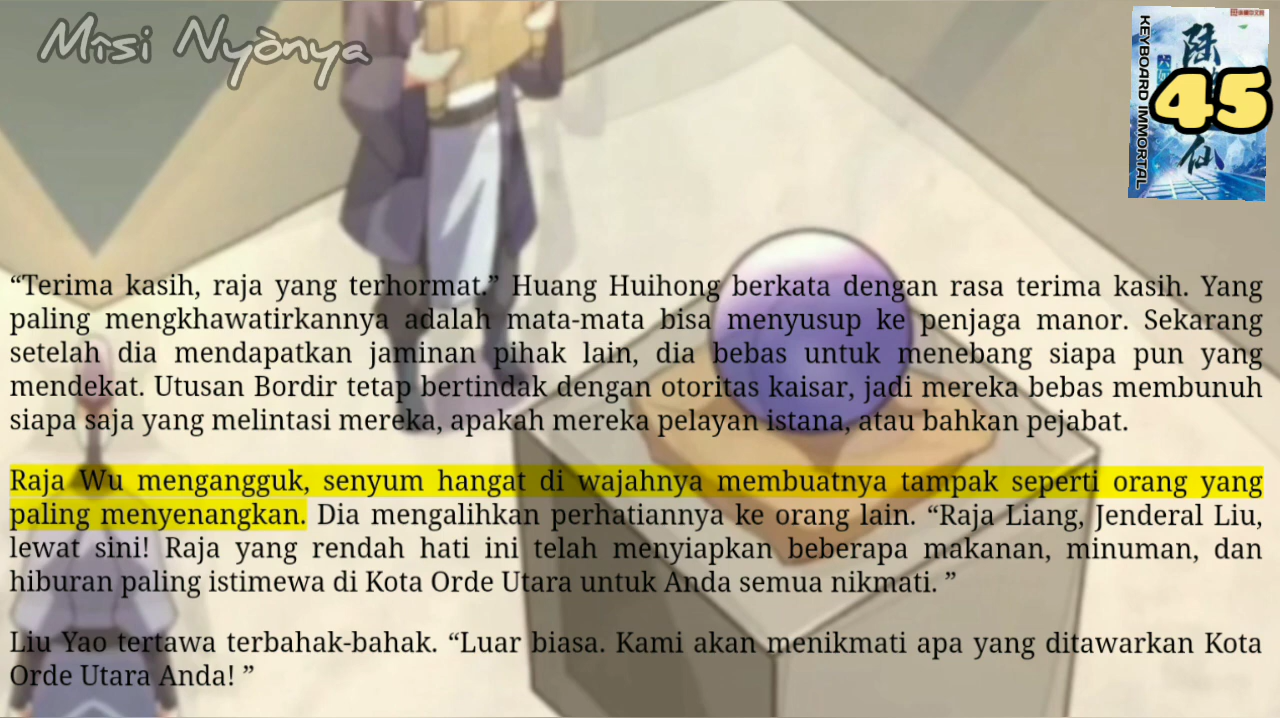 Mîsi Nyònya
KEYBOARD IMMORTAL
45
仙
“Terima kasih, raja yang terhormat.” Huang Huihong berkata dengan rasa terima kasih. Yang
paling mengkhawatirkannya adalah mata-mata bisa menyusup ke penjaga manor. Sekarang
setelah dia mendapatkan jaminan pihak lain, dia bebas untuk menebang siapa pun yang
mendekat. Utusan Bordir tetap bertindak dengan otoritas kaisar, jadi mereka bebas membunuh
siapa saja yang melintasi mereka, apakah mereka pelayan istana, atau bahkan pejabat.
Raja Wu mengangguk, senyum hangat di wajahnya membuatnya tampak seperti orang yang
paling menyenangkan. Dia mengalihkan perhatiannya ke orang lain. “Raja Liang, Jenderal Liu,
lewat sini! Raja yang rendah hati ini telah menyiapkan beberapa makanan, minuman, dan
hiburan paling istimewa di Kota Orde Utara untuk Anda semua nikmati. ”
Liu Yao tertawa terbahak-bahak. “Luar biasa. Kami akan menikmati apa yang ditawarkan Kota
Orde Utara Anda! ”